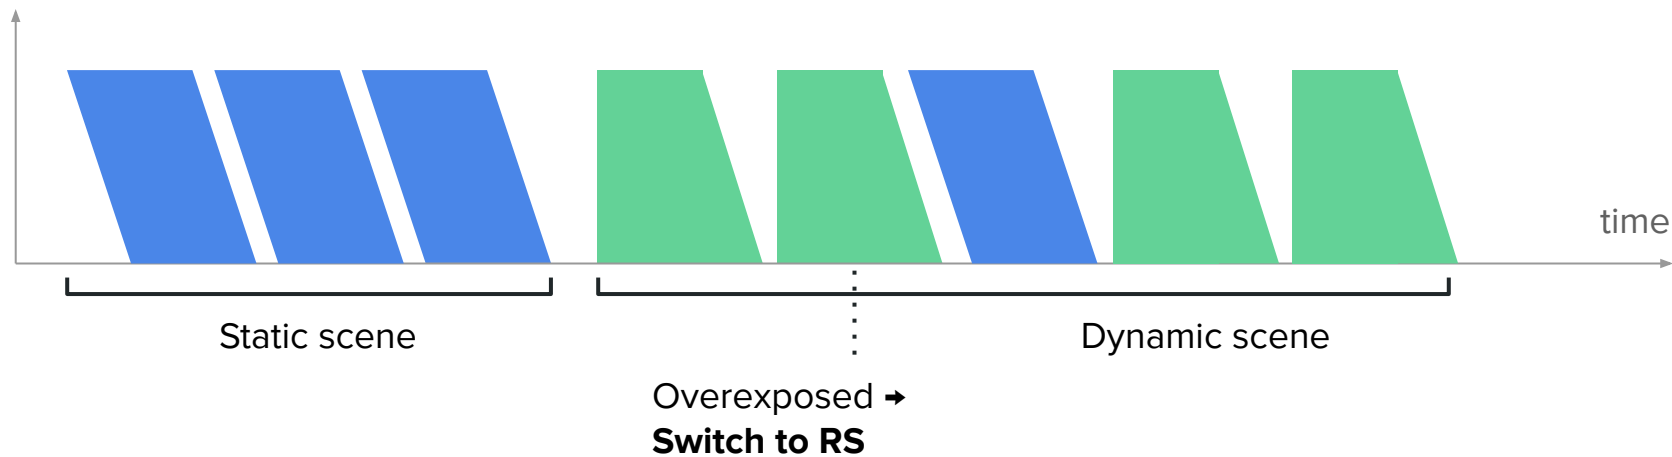 time
Static scene
Dynamic scene
Overexposed ➔
Switch to RS